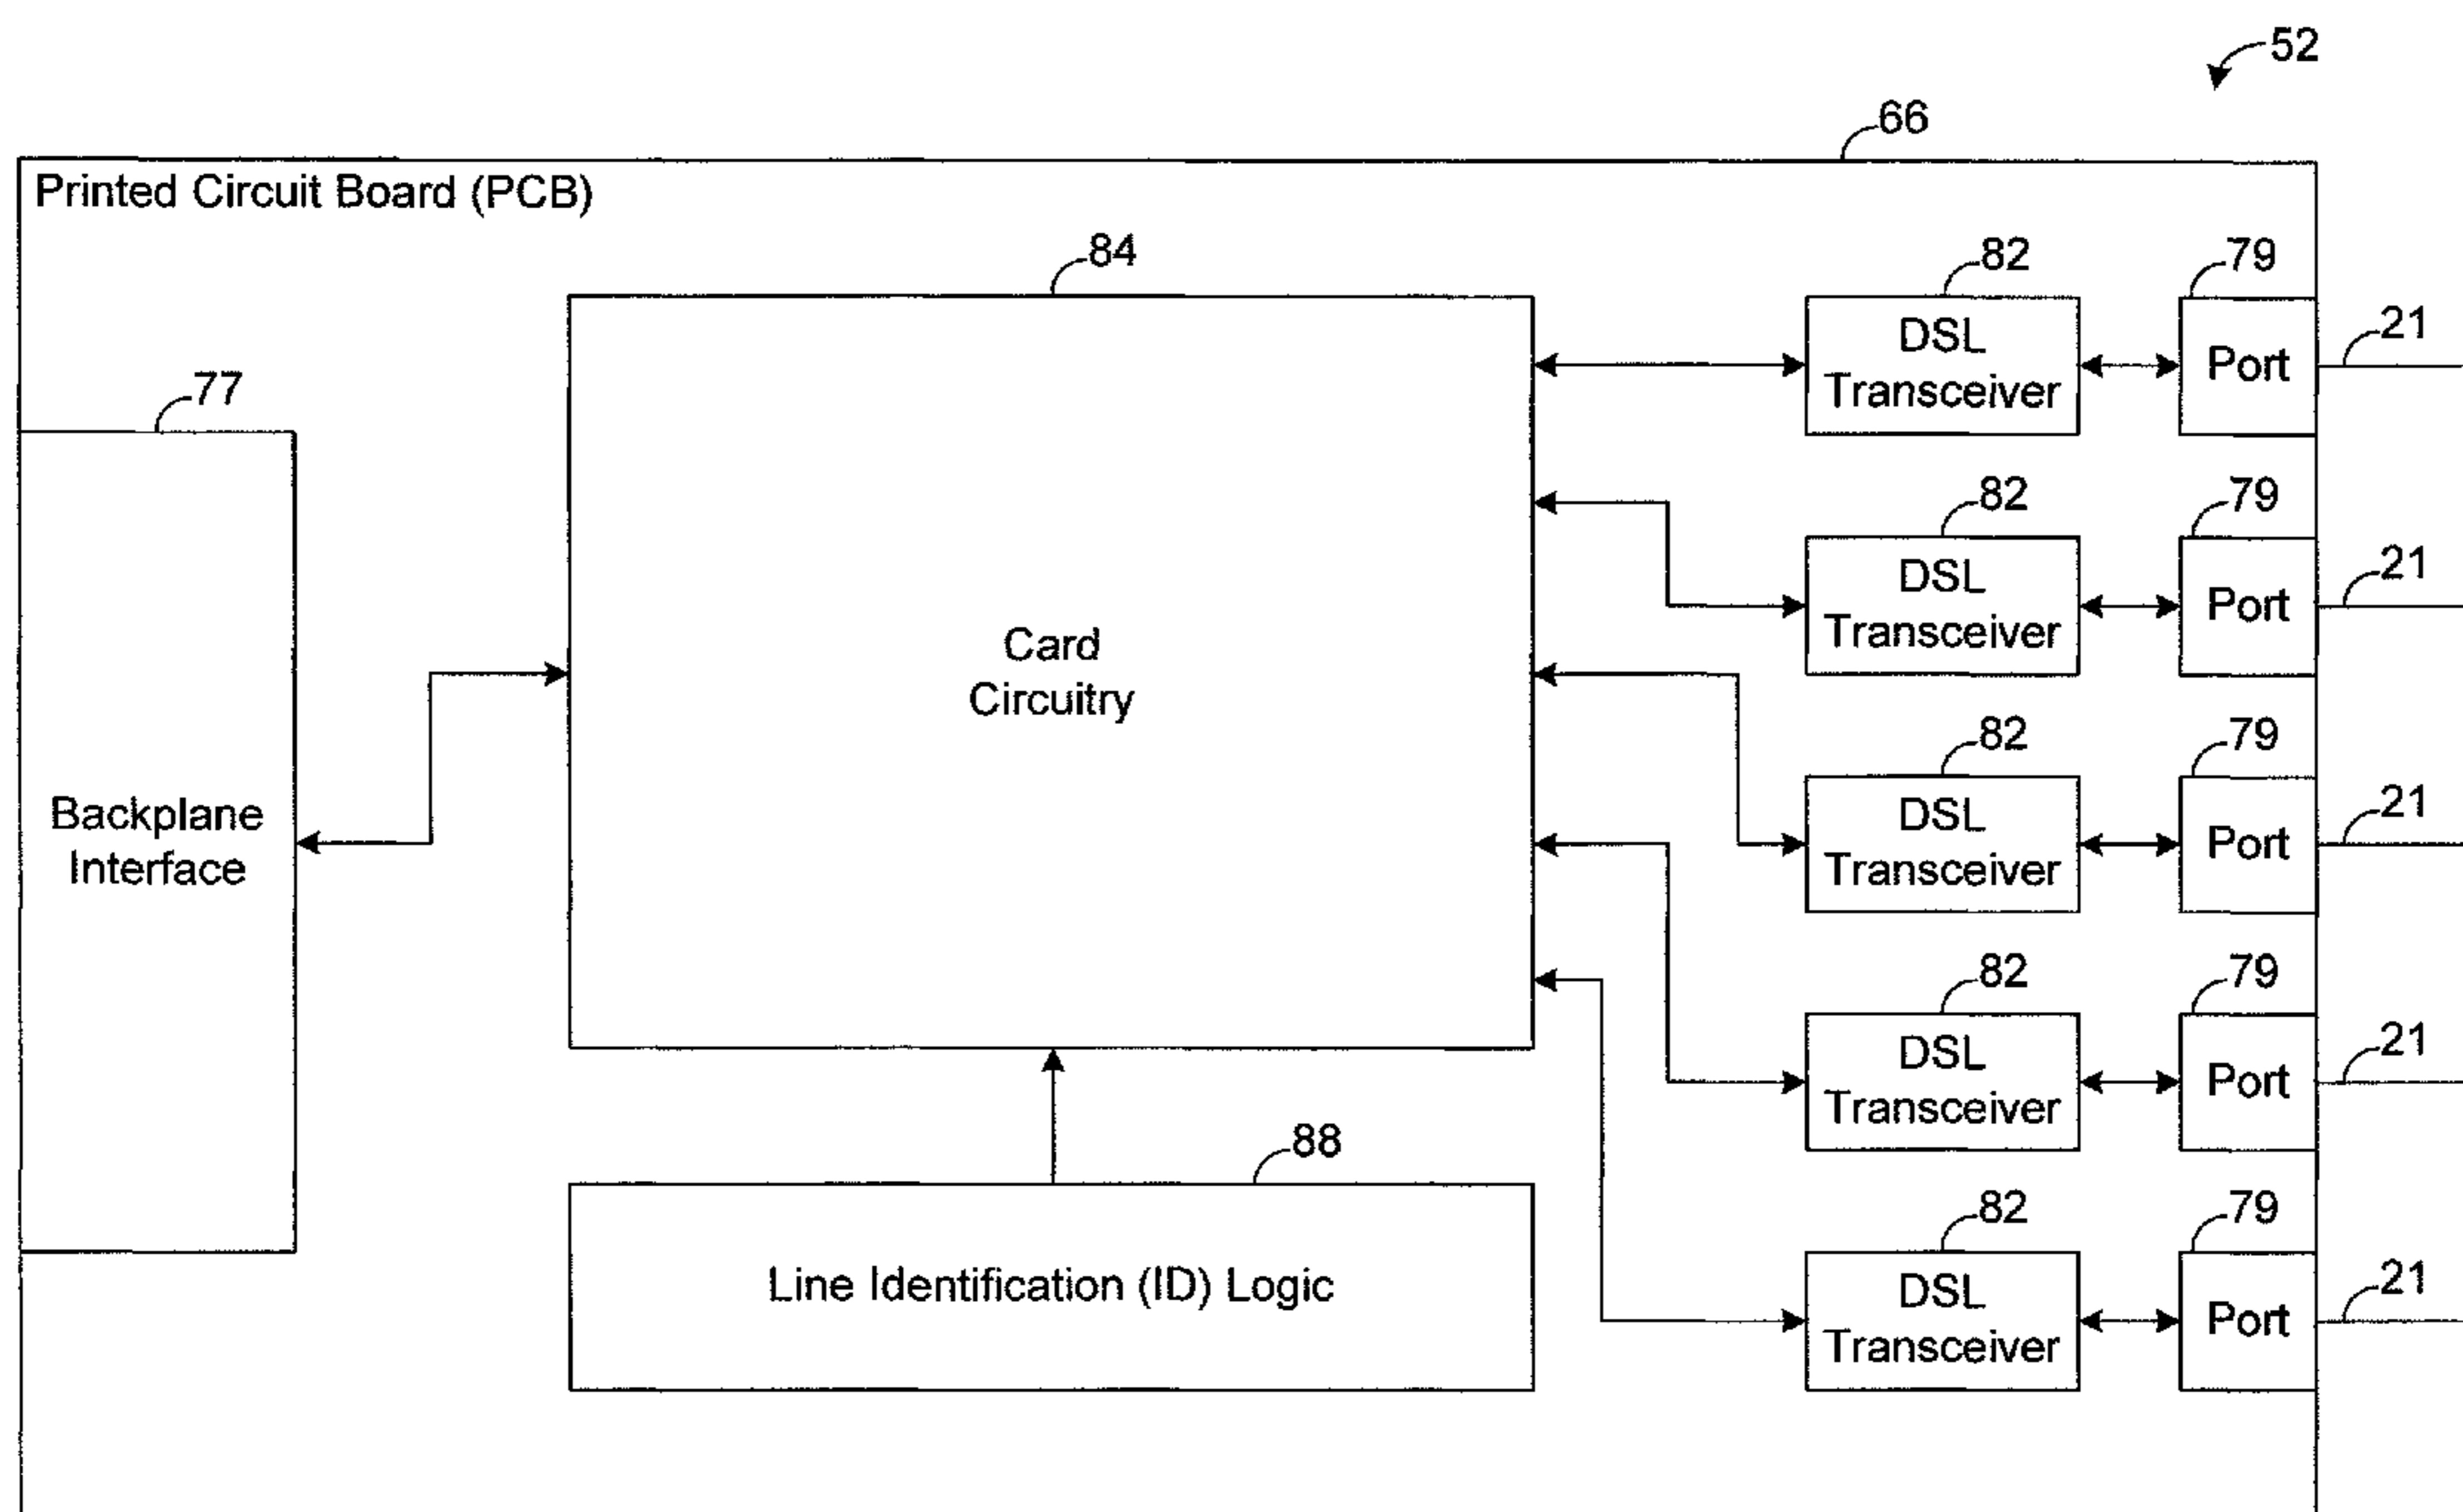 52
66
Printed Circuit Board (PCB)
84
82
79
21
DSL
Transceiver
Port
77
82
79
21
DSL
Transceiver
Port
Card
Circuitry
82
79
21
DSL
Transceiver
Port
Backplane
Interface
82
79
21
DSL
Transceiver
Port
88
82
79
21
Line Identification (ID) Logic
DSL
Transceiver
Port